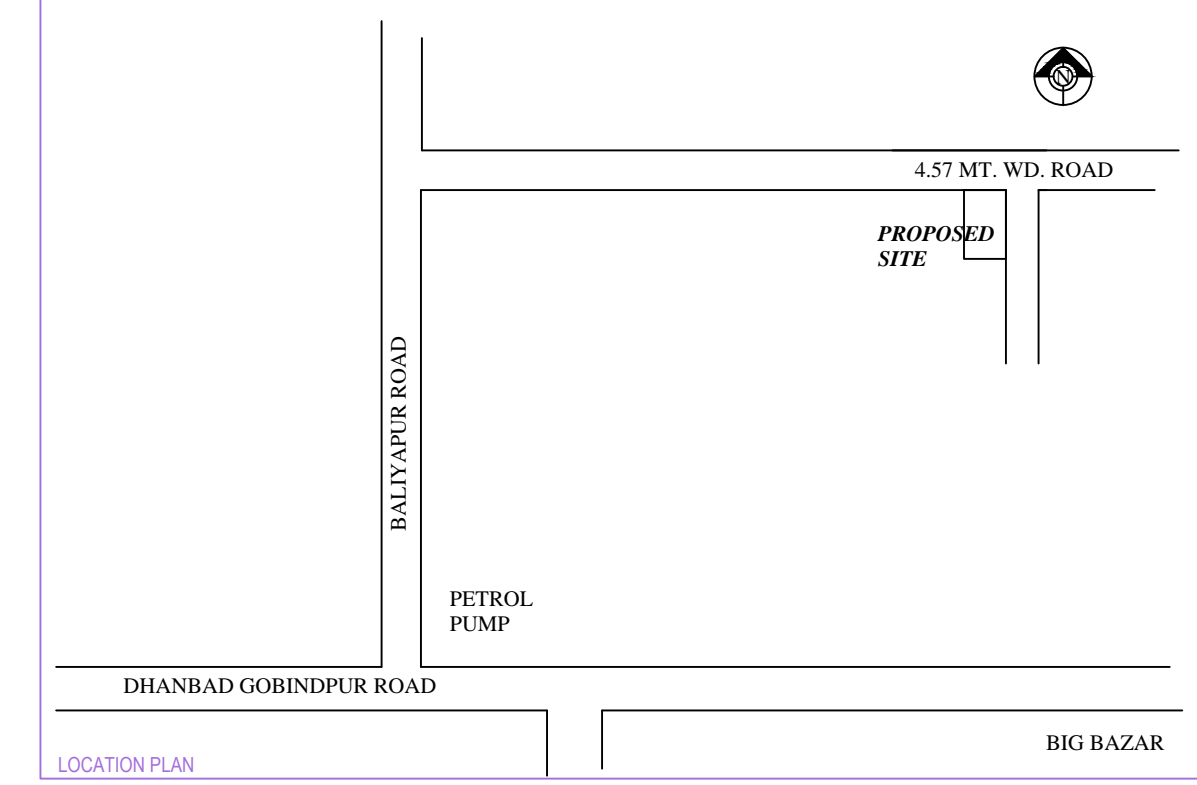 N
4.57 MT. WD. ROAD
PROPOSED
SITE
BALIYAPUR ROAD
PETROL
PUMP
DHANBAD GOBINDPUR ROAD
BIG BAZAR
LOCATION PLAN